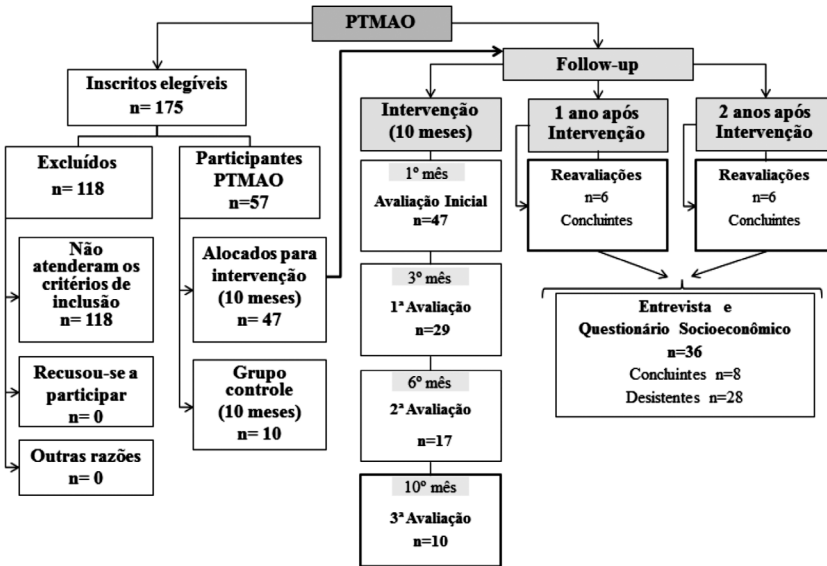 PTMAO
Inscritos elegíveis
n= 175
Excluídos
n= 118
Não
atenderam os
critérios de
inclusão
n= 118
Recusou-se a
participar
n= 0
Outras razões
n= 0
Participantes
PTMAO
n=57
Alocados para
intervenção
(10 meses)
n= 47
Grupo
controle
(10 meses)
n= 10
Follow-up
Intervenção
(10 meses)
1º mês
Avaliação Inicial
n=47
3º mês
1ª Avaliação
n=29
6º mês
2ª Avaliação
n=17
10º mês
3ª Avaliação
n=10
1 ano após
Intervenção
Reavaliações
n=6
Concluintes
2 anos após
Intervenção
Reavaliações
n=6
Concluintes
Entrevista e
Questionário Socioeconômico
n=36
Concluintes n=8
Desistentes n=28